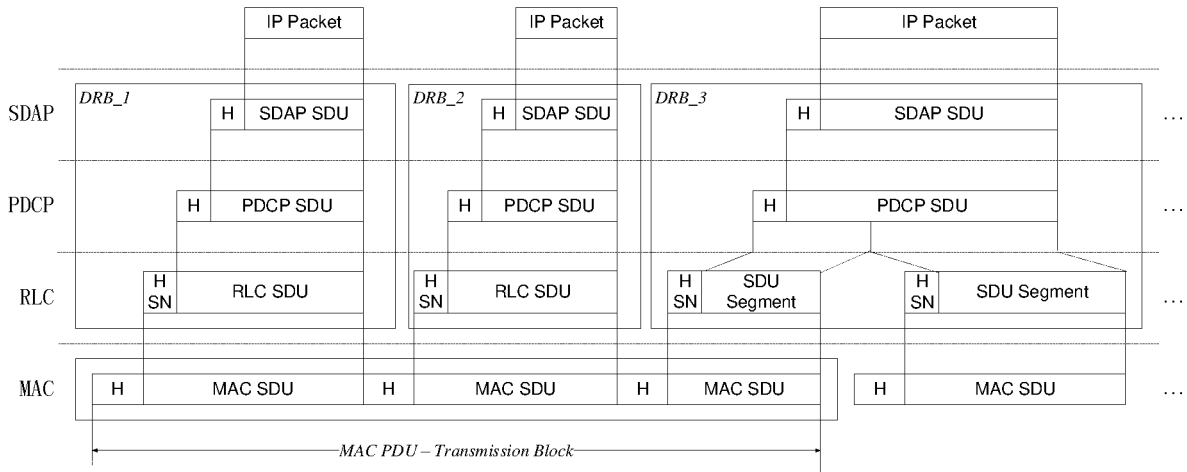 IP Packet IP Packet IP Packet
DRB_1 DRB_2 DRB_3
SDAP H SDAP SDU H SDAP SDU H SDAP SDU ...
PDCP H PDCP SDU H PDCP SDU H PDCP SDU ...
RLC H SN RLC SDU H SN RLC SDU H SN SDU Segment H SN SDU Segment ...
MAC H MAC SDU H MAC SDU H MAC SDU H MAC SDU ...
MAC PDU – Transmission Block